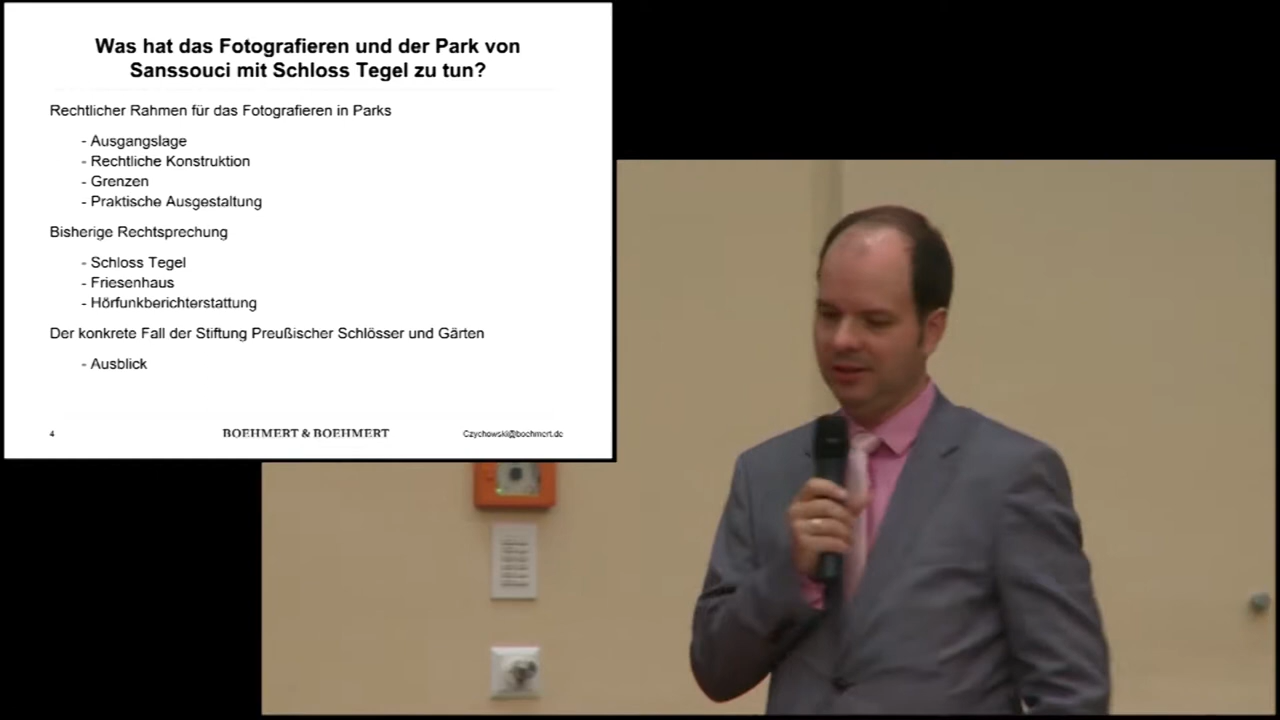 Was hat das Fotografieren und der Park von
Sanssouci mit Schloss Tegel zu tun?
Rechtlicher Rahmen für das Fotografieren in Parks
- Ausgangslage
- Rechtliche Konstruktion
- Grenzen
- Praktische Ausgestaltung
Bisherige Rechtsprechung
- Schloss Tegel
- Friesenhaus
- Hörfunkberichterstattung
Der konkrete Fall der Stiftung Preußischer Schlösser und Gärten
- Ausblick
4
BOEHMERT & BOEHMERT
Czychowski@boehmert.de